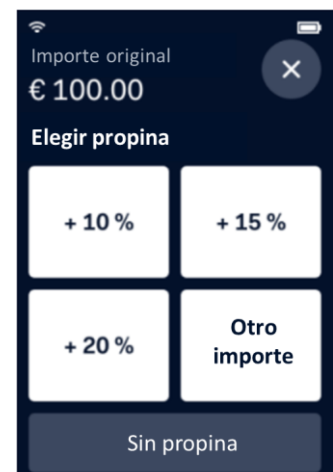 Importe original
€ 100.00
Elegir propina
+ 10 %
+ 15 %
+ 20 %
Otro
importe
Sin propina